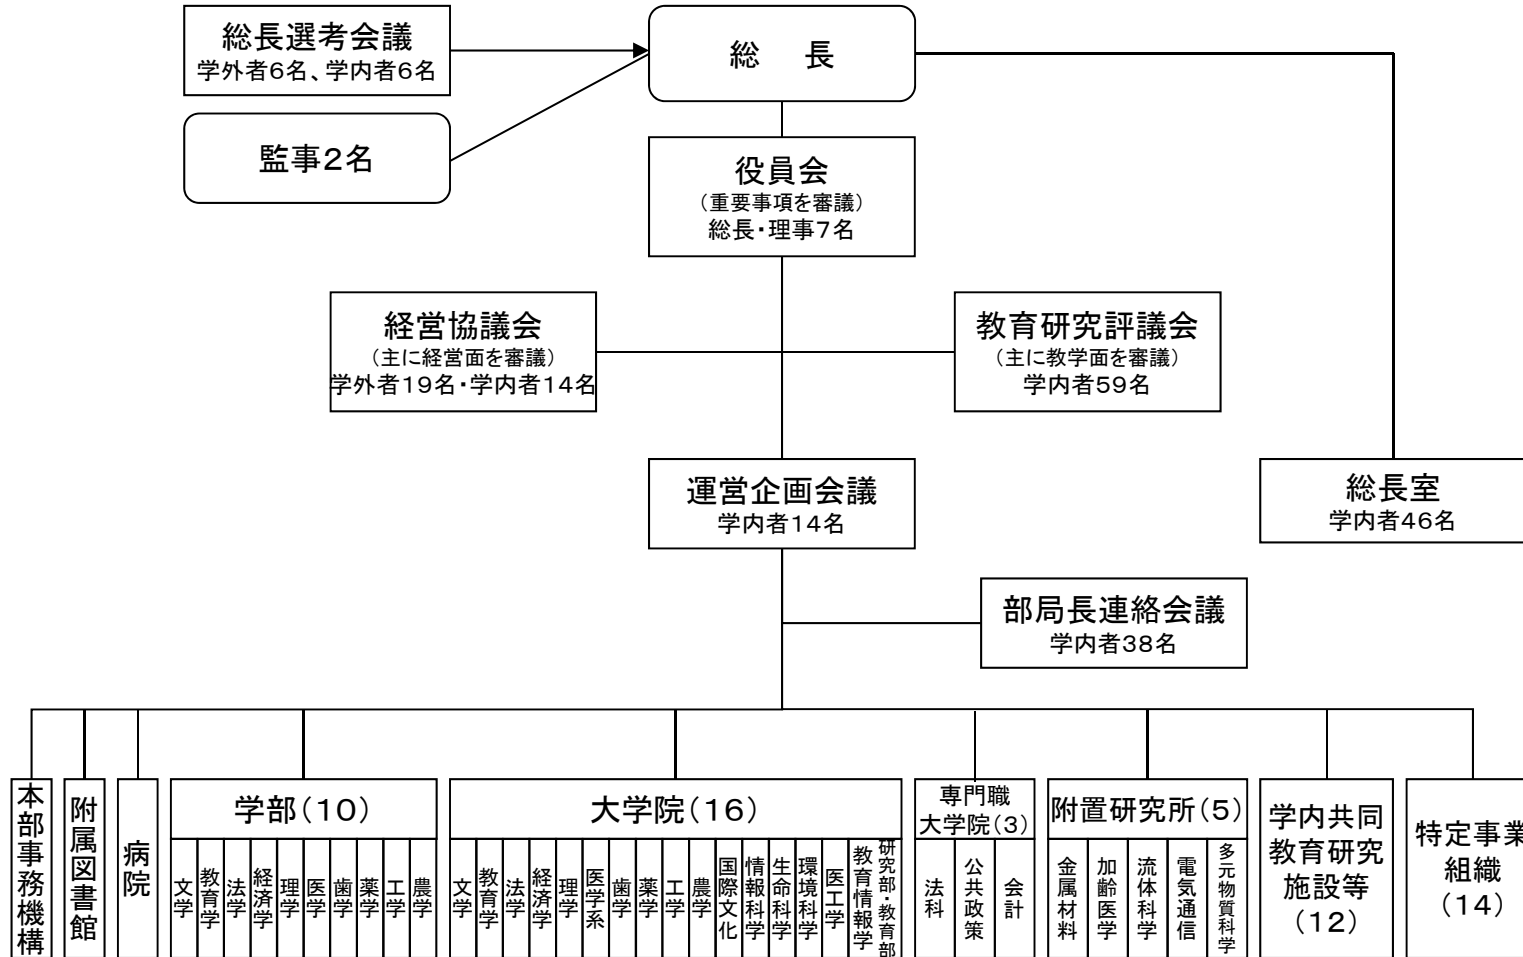 総長選考会議
学外者6名、学内者6名
総　長
監事2名
役員会
（重要事項を審議）
総長・理事7名
経営協議会
（主に経営面を審議）
学外者19名・学内者14名
教育研究評議会
（主に教学面を審議）
学内者59名
運営企画会議
学内者14名
総長室
学内者46名
部局長連絡会議
学内者38名
本部事務機構
附属図書館
病院
学部（10）
文学
教育学
法学
経済学
理学
医学
歯学
薬学
工学
農学
大学院（16）
文学
教育学
法学
経済学
理学
医学系
歯学
薬学
工学
農学
国際文化
情報科学
生命科学
環境科学
医工学
教育情報学
研究部・教育部
専門職
大学院（3）
法科
公共政策
会計
附置研究所（5）
金属材料
加齢医学
流体科学
電気通信
多元物質科学
学内共同
教育研究
施設等
（12）
特定事業
組織
（14）